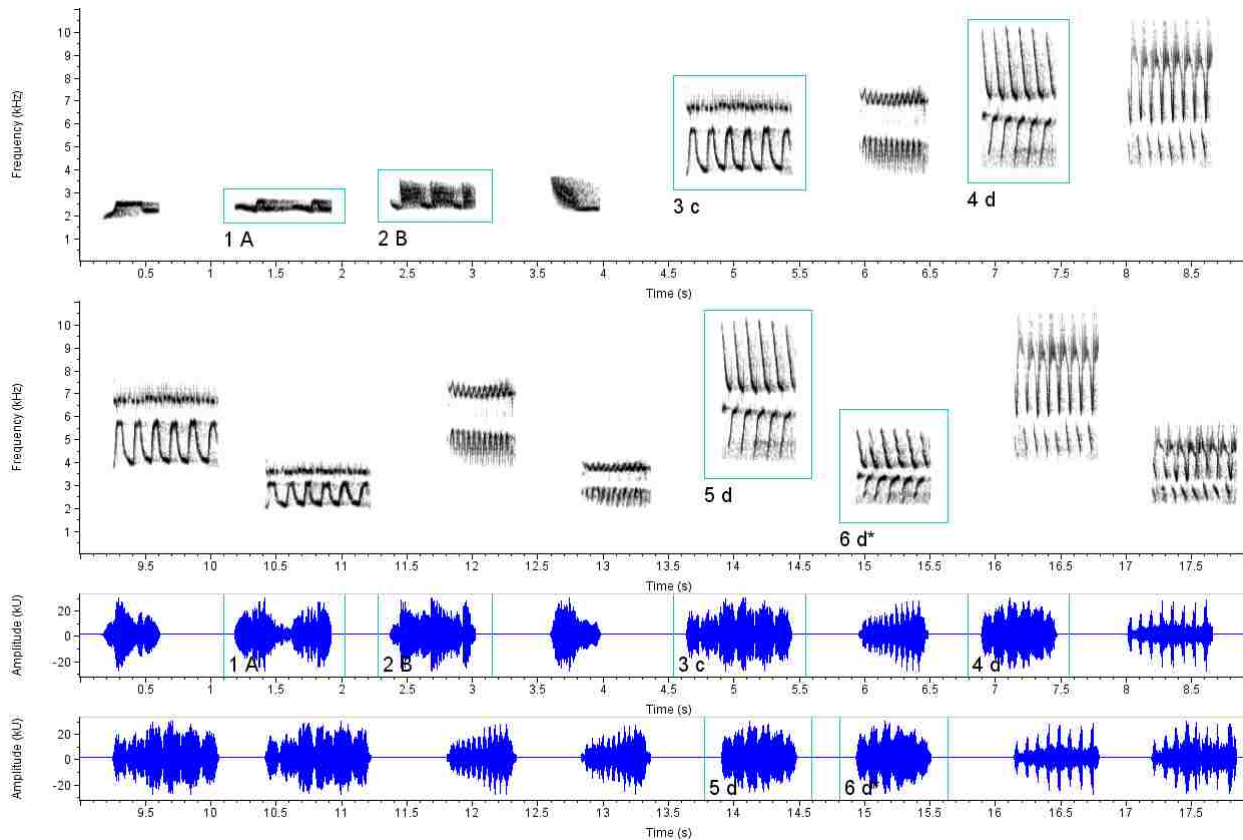 Frequency (kHz)
10
9
8
7
6
5
4
3
2
1
1 A
2 B
3 c
4 d
0.5 1 1.5 2 2.5 3 3.5 4 4.5 5 5.5 6 6.5 7 7.5 8 8.5
Time (s)
Frequency (kHz)
10
9
8
7
6
5
4
3
2
1
5 d
6 d*
9.5 10 10.5 11 11.5 12 12.5 13 13.5 14 14.5 15 15.5 16 16.5 17 17.5
Time (s)
Amplitude (kU)
20
0
-20
1 A 2 B 3 c 4 d
0.5 1 1.5 2 2.5 3 3.5 4 4.5 5 5.5 6 6.5 7 7.5 8 8.5
Time (s)
Amplitude (kU)
20
0
-20
5 d 6 d*
9.5 10 10.5 11 11.5 12 12.5 13 13.5 14 14.5 15 15.5 16 16.5 17 17.5
Time (s)